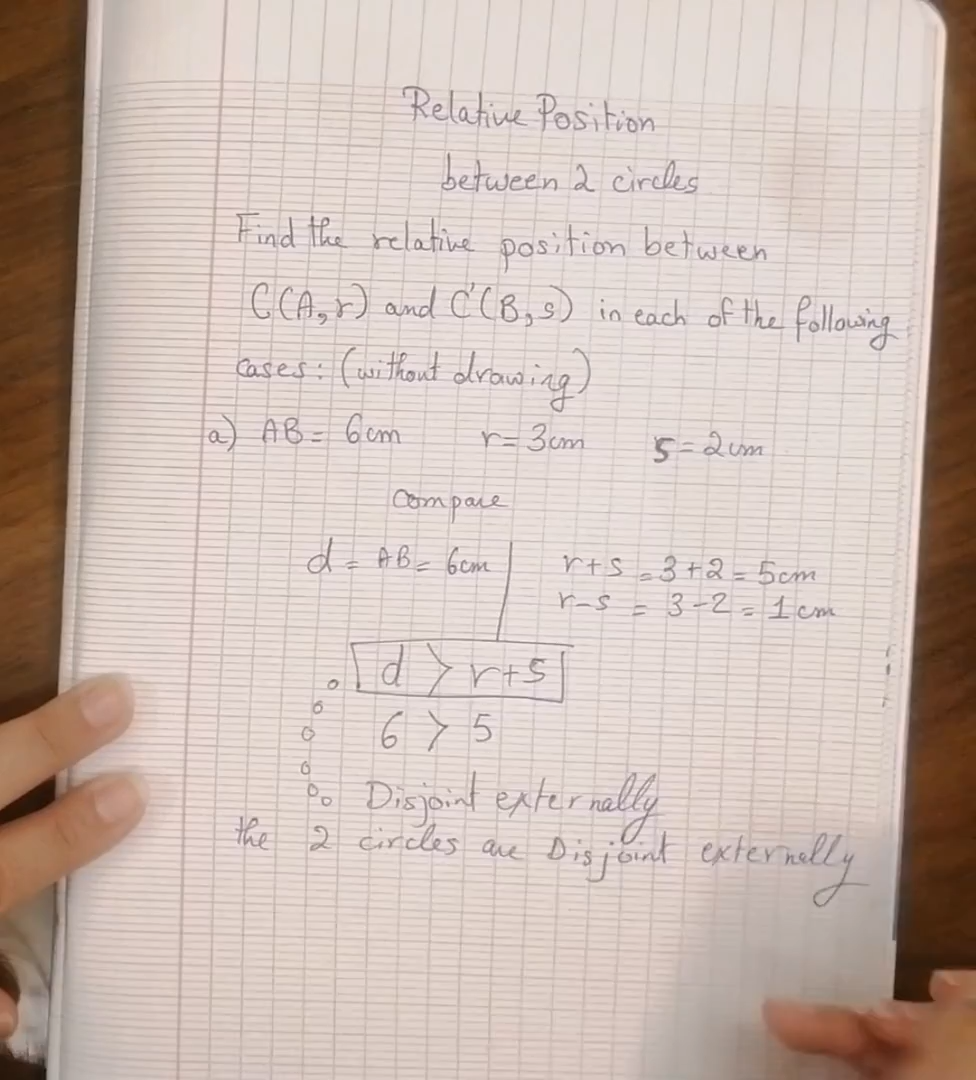 Relative Position
between 2 circles
Find the relative position between
C(A,r) and C'(B,s) in each of the following
cases: (without drawing)
a) AB = 6cm r = 3cm s = 2cm
Compare
d = AB = 6cm r+s = 3+2 = 5cm
r-s = 3-2 = 1cm
d > r+s
6 > 5
Disjoint externally
the 2 circles are Disjoint externally